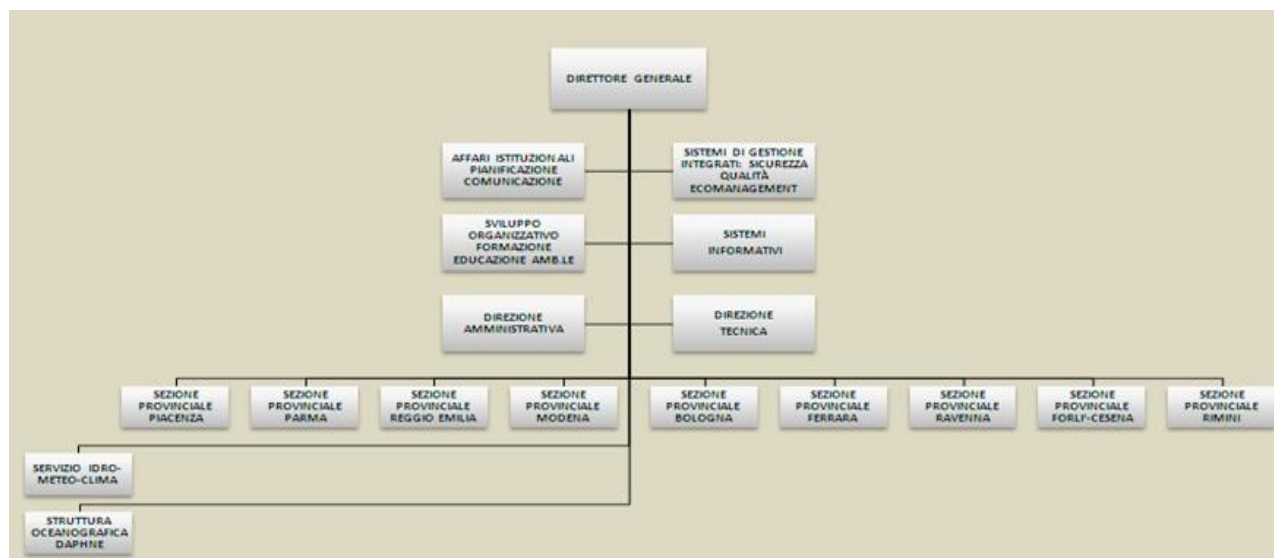 DIRETTORE GENERALE
AFFARI ISTITUZIONALI
PIANIFICAZIONE
COMUNICAZIONE
SISTEMI DI GESTIONE
INTEGRATI: SICUREZZA
QUALITÀ
ECOMANAGEMENT
SVILUPPO
ORGANIZZATIVO
FORMAZIONE
EDUCAZIONE AMB.LE
SISTEMI
INFORMATIVI
DIREZIONE
AMMINISTRATIVA
DIREZIONE
TECNICA
SEZIONE
PROVINCIALE
PIACENZA
SEZIONE
PROVINCIALE
PARMA
SEZIONE
PROVINCIALE
REGGIO EMILIA
SEZIONE
PROVINCIALE
MODENA
SEZIONE
PROVINCIALE
BOLOGNA
SEZIONE
PROVINCIALE
FERRARA
SEZIONE
PROVINCIALE
RAVENNA
SEZIONE
PROVINCIALE
FORLI'-CESENA
SEZIONE
PROVINCIALE
RIMINI
SERVIZIO IDRO-
METEO-CLIMA
STRUTTURA
OCEANOGRAFICA
DAPHNE